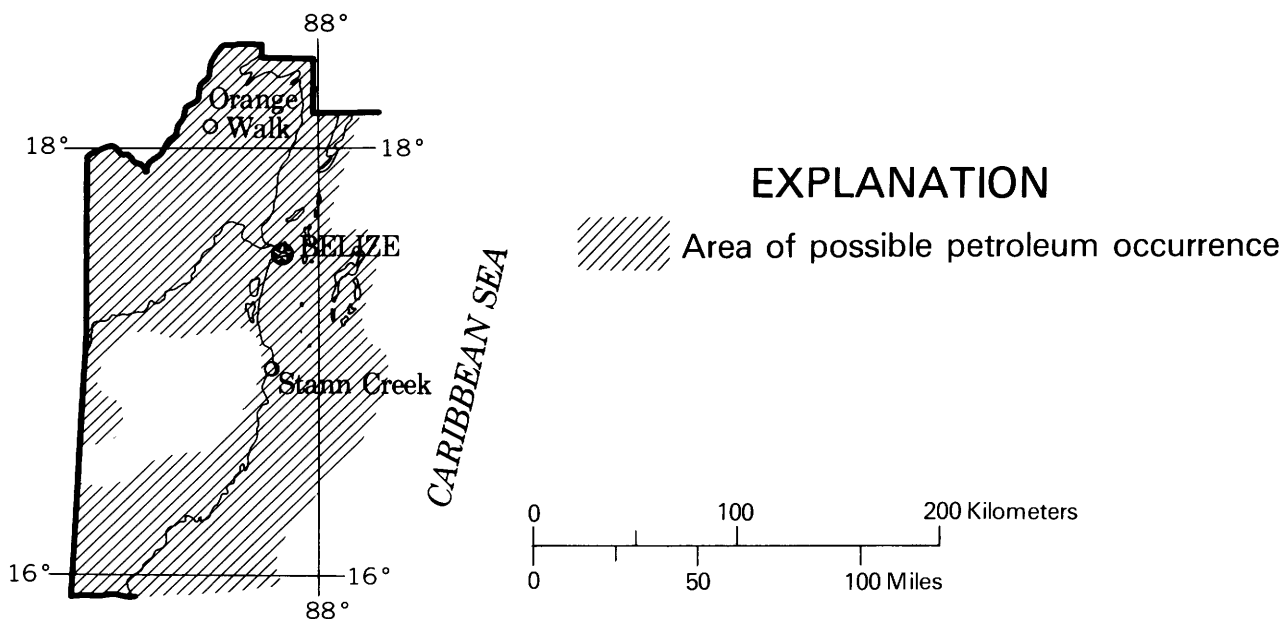 88°
Orange
Walk
18°
18°
BELIZE
Stann Creek
CARIBBEAN SEA
16°
16°
88°
EXPLANATION
Area of possible petroleum occurrence
0 100 200 Kilometers
0 50 100 Miles